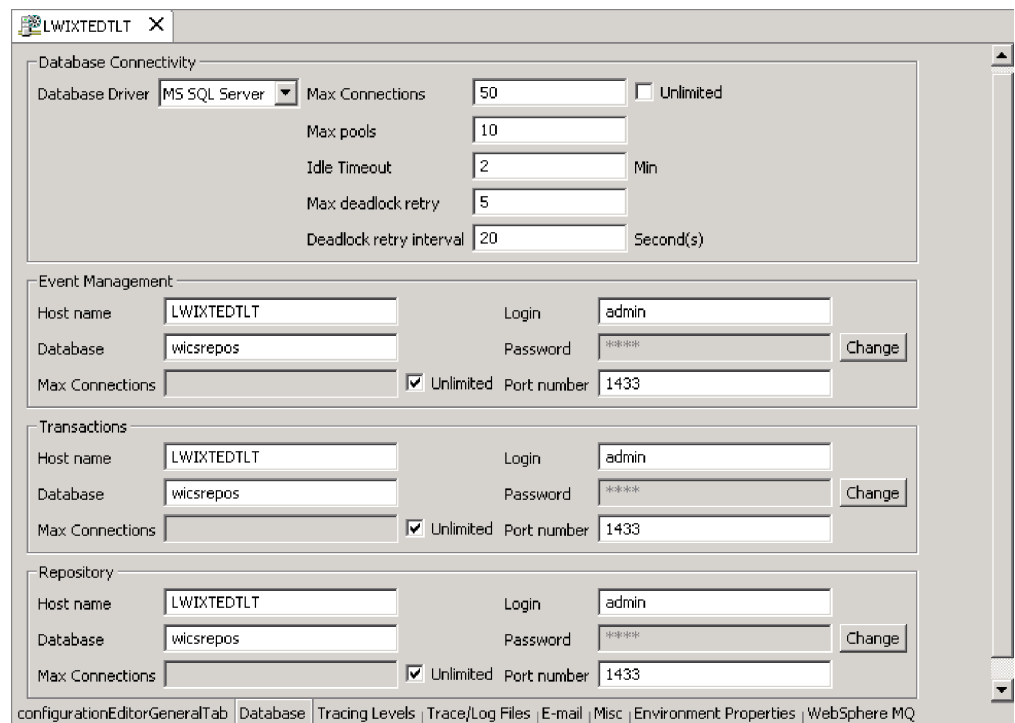 LWIXTEDTLT
Database Connectivity
Database Driver MS SQL Server Max Connections 50 Unlimited
Max pools 10
Idle Timeout 2 Min
Max deadlock retry 5
Deadlock retry interval 20 Second(s)
Event Management
Host name LWIXTEDTLT Login admin
Database wicsrepos Password **** Change
Max Connections Unlimited Port number 1433
Transactions
Host name LWIXTEDTLT Login admin
Database wicsrepos Password **** Change
Max Connections Unlimited Port number 1433
Repository
Host name LWIXTEDTLT Login admin
Database wicsrepos Password **** Change
Max Connections Unlimited Port number 1433
configurationEditorGeneralTab Database Tracing Levels Trace/Log Files E-mail Misc Environment Properties WebSphere MQ